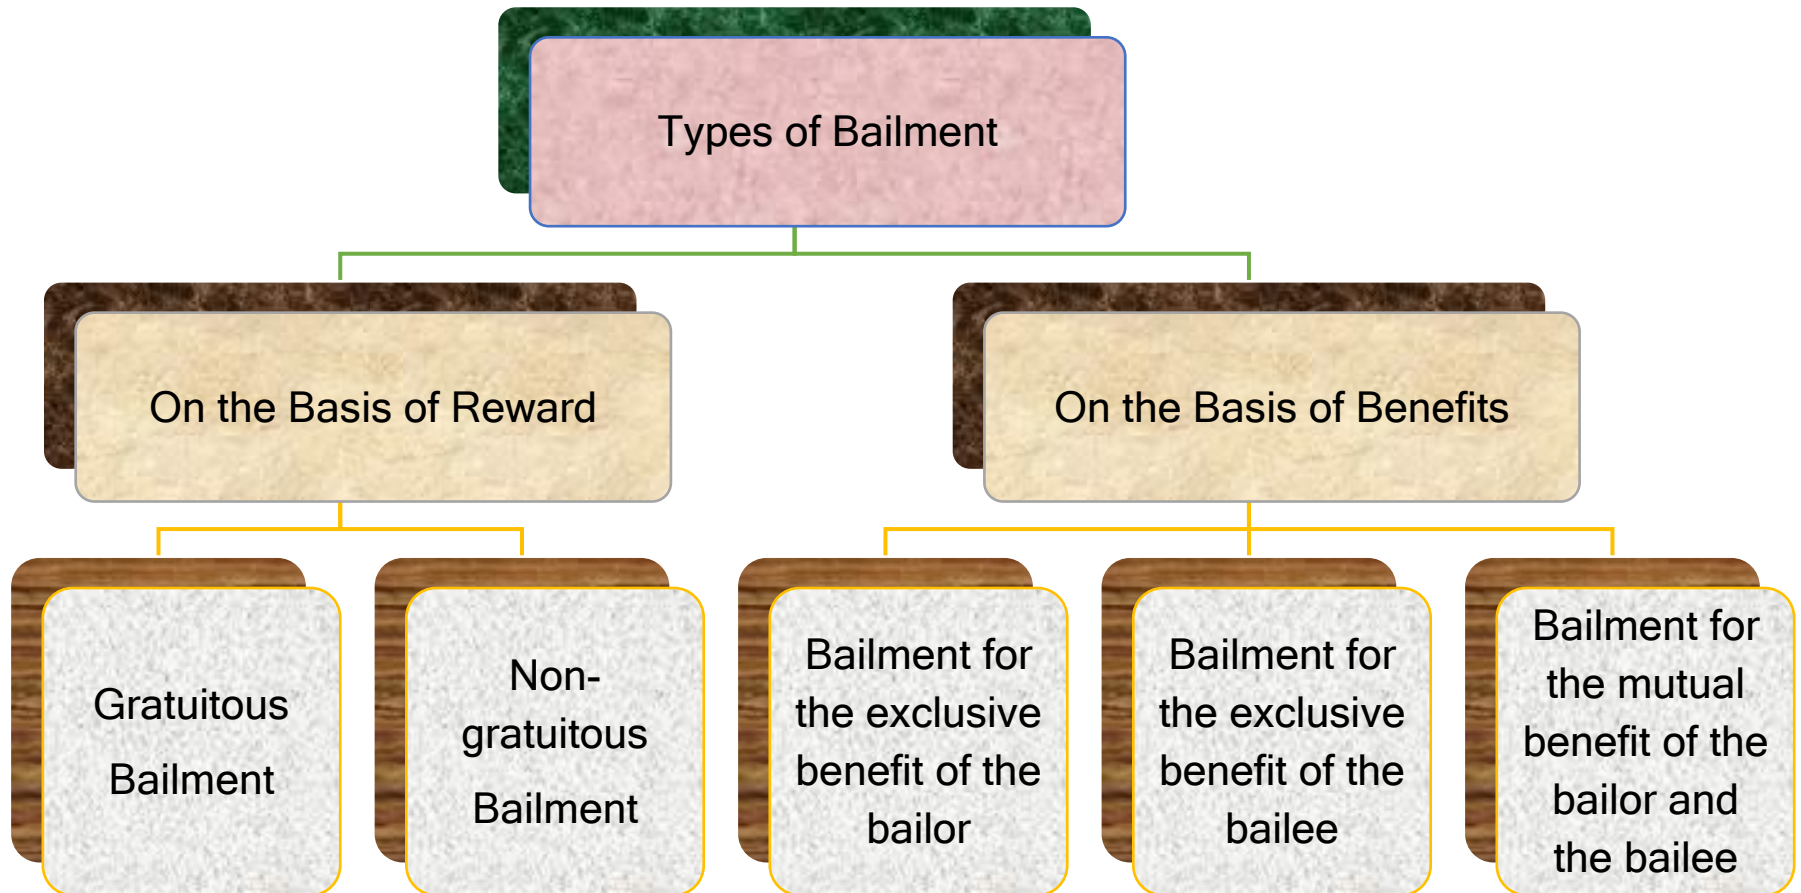 Types of Bailment
On the Basis of Reward
On the Basis of Benefits
Gratuitous
Bailment
Non-
gratuitous
Bailment
Bailment for
the exclusive
benefit of the
bailor
Bailment for
the exclusive
benefit of the
bailee
Bailment for
the mutual
benefit of the
bailor and
the bailee